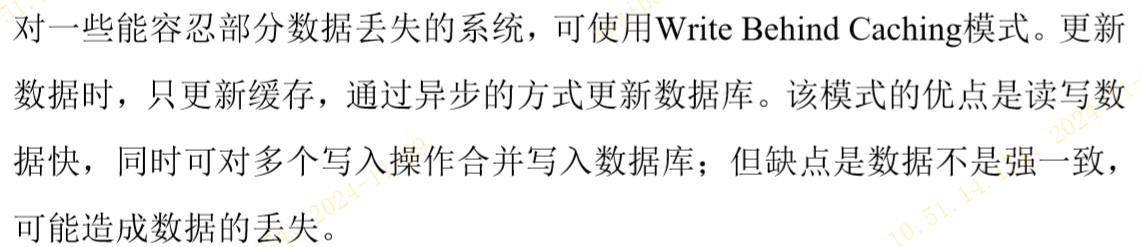 对一些能容忍部分数据丢失的系统，可使用Write Behind Caching模式。更新
数据时，只更新缓存，通过异步的方式更新数据库。该模式的优点是读写数
据快，同时可对多个写入操作合并写入数据库；但缺点是数据不是强一致，
可能造成数据的丢失。